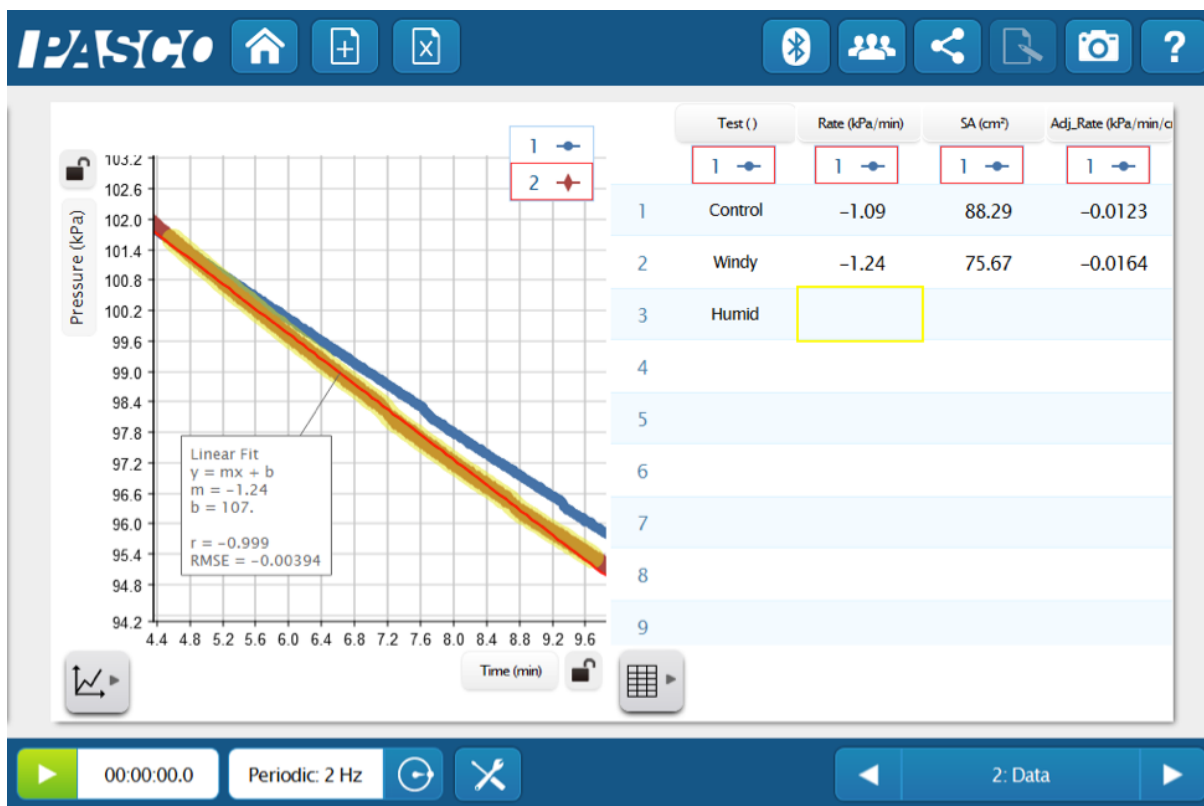 PASCO
?
1
2
103.2
102.6
102.0
101.4
100.8
100.2
99.6
99.0
98.4
97.8
97.2
96.6
96.0
95.4
94.8
94.2
Pressure (kPa)
Linear Fit
y = mx + b
m = −1.24
b = 107.
r = −0.999
RMSE = −0.00394
4.4 4.8 5.2 5.6 6.0 6.4 6.8 7.2 7.6 8.0 8.4 8.8 9.2 9.6
Time (min)
Test () Rate (kPa/min) SA (cm²) Adj_Rate (kPa/min/c
1 1 1 1
1 Control −1.09 88.29 −0.0123
2 Windy −1.24 75.67 −0.0164
3 Humid
4
5
6
7
8
9
00:00:00.0 Periodic: 2 Hz 2: Data